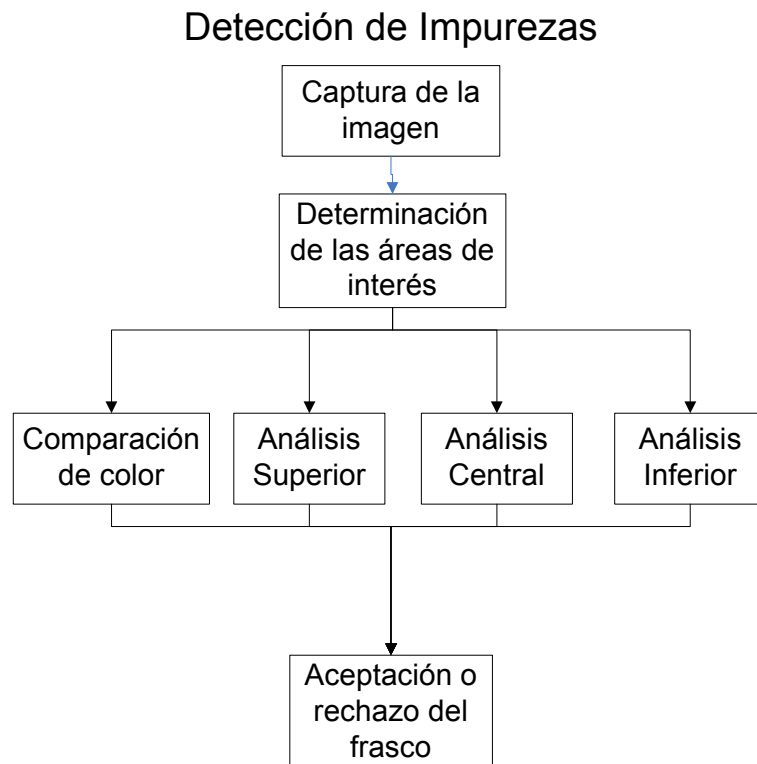 Detección de Impurezas
Captura de la
imagen
Determinación
de las áreas de
interés
Comparación
de color
Análisis
Superior
Análisis
Central
Análisis
Inferior
Aceptación o
rechazo del
frasco